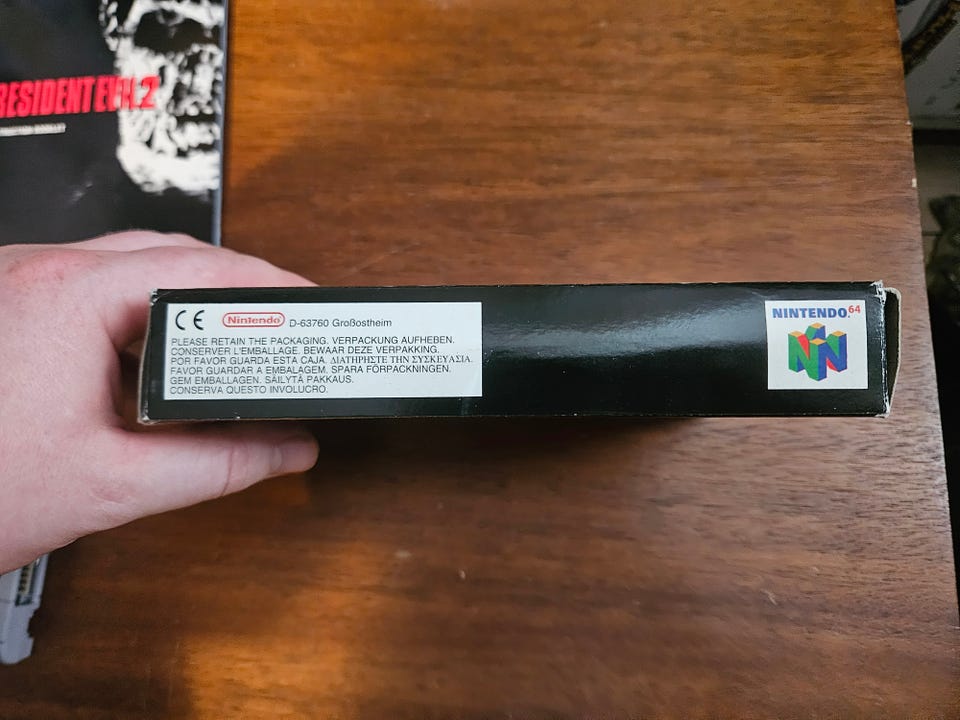 RESIDENT EVIL 2
CE Nintendo D-63760 Großostheim
PLEASE RETAIN THE PACKAGING. VERPACKUNG AUFHEBEN.
CONSERVER L'EMBALLAGE. BEWAAR DEZE VERPAKKING.
POR FAVOR GUARDA ESTA CAJA. ΔΙΑΤΗΡΗΣΤΕ ΤΗΝ ΣΥΣΚΕΥΑΣΙΑ.
FAVOR GUARDAR A EMBALAGEM. SPARA FÖRPACKNINGEN.
GEM EMBALLAGEN. SÄILYTÄ PAKKAUS.
CONSERVA QUESTO INVOLUCRO.
NINTENDO 64